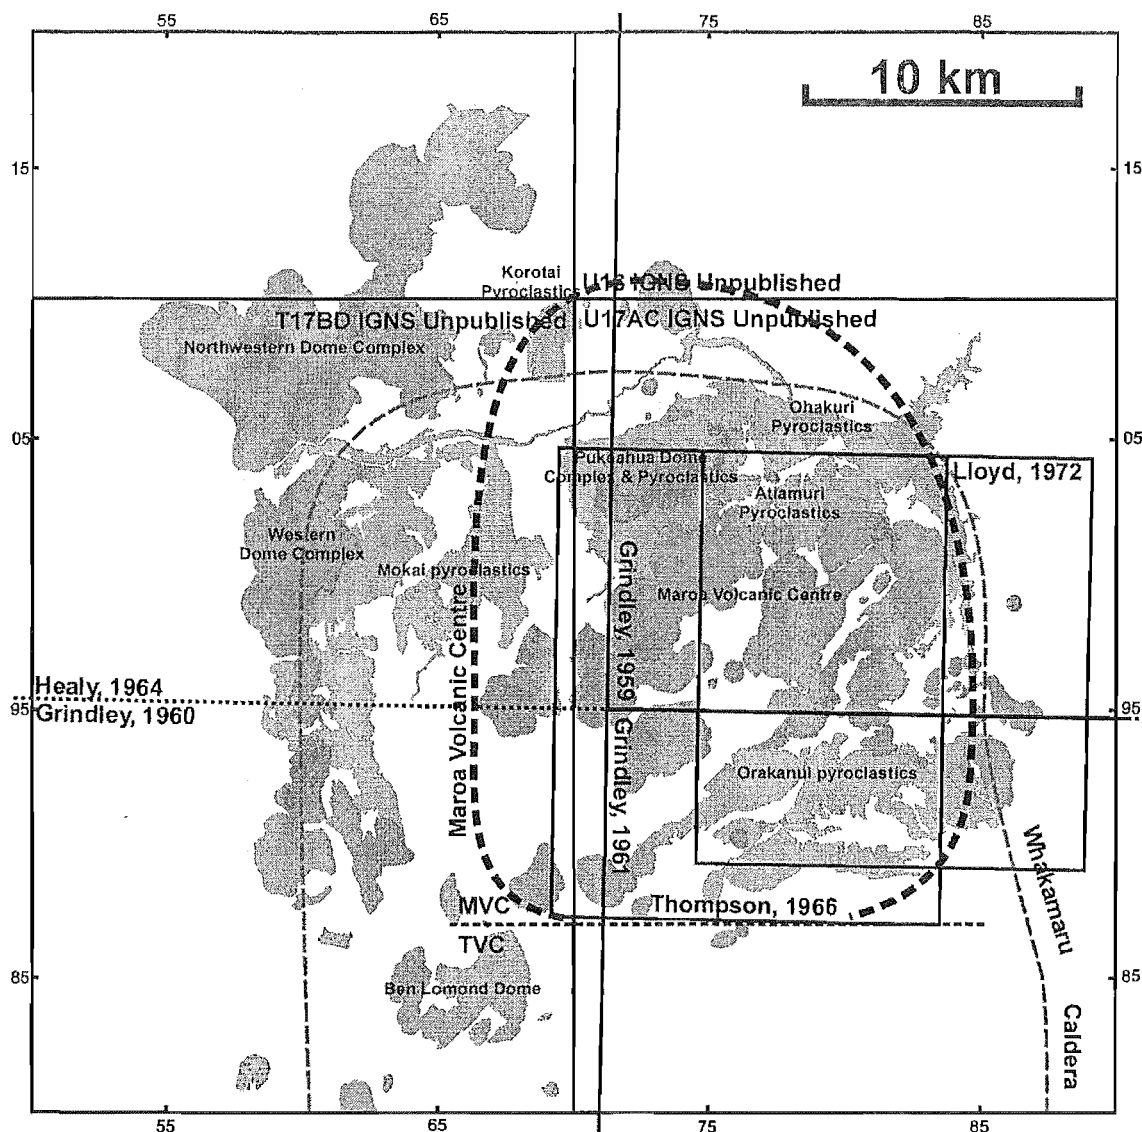 55 65 75 85
10 km
15 15
Korotai
Pyroclastics
U16 IGNS Unpublished
T17BD IGNS Unpublished
U17AC IGNS Unpublished
Northwestern Dome Complex
Ohakuri
Pyroclastics
05 05
Pukeahua Dome
Complex & Pyroclastics
Lloyd, 1972
Atiamuri
Pyroclastics
Western
Dome Complex
Mokai pyroclastics
Grindley, 1959
Maroa Volcanic Centre
Maroa Volcanic Centre
Healy, 1964
Grindley, 1960
95 95
Grindley, 1961
Orakanui pyroclastics
Whakamaru
Caldera
MVC
Thompson, 1966
TVC
85 85
Ben Lomond Dome
55 65 75 85